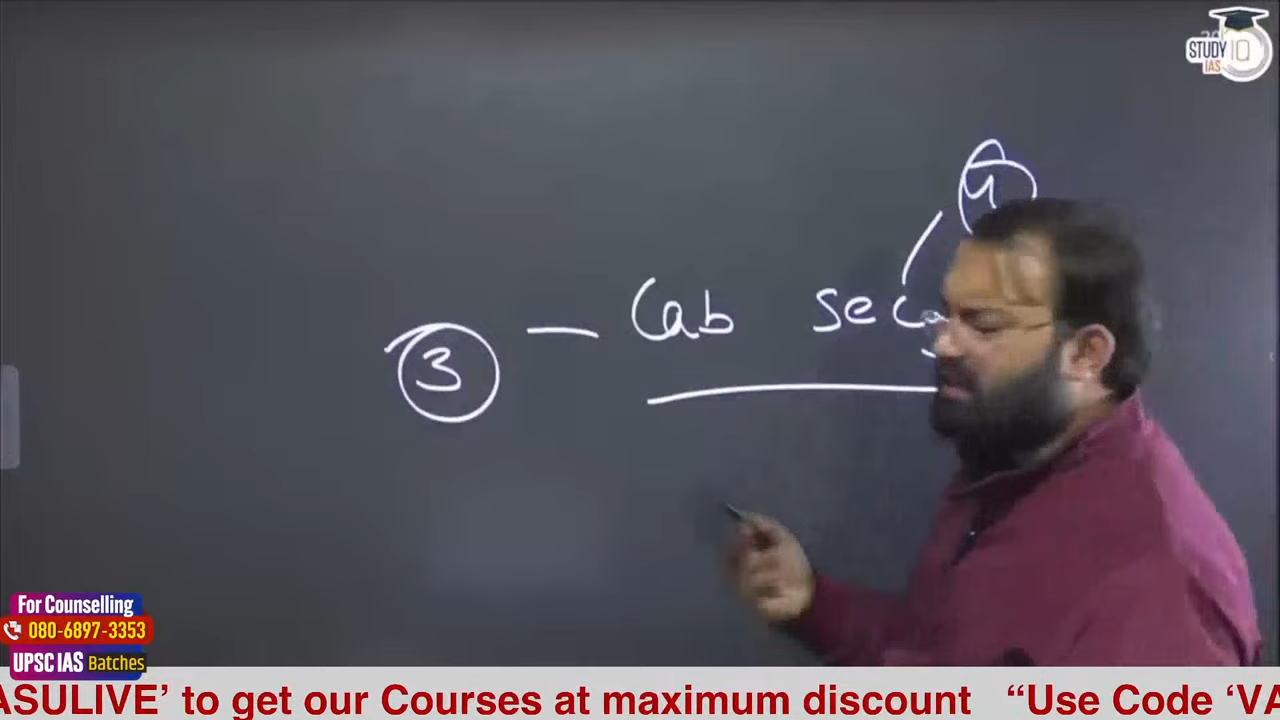 STUDY IQ
IAS
3 — Cab sec
For Counselling
080-6897-3353
UPSC IAS Batches
ASULIVE’ to get our Courses at maximum discount “Use Code ‘VA